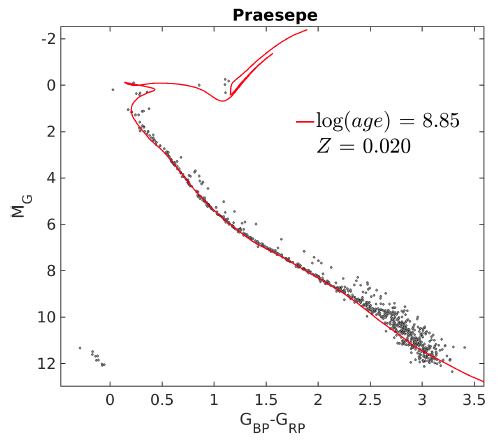 Praesepe
-2
0
2
4
6
8
10
12
M_G
log(age) = 8.85
Z = 0.020
0 0.5 1 1.5 2 2.5 3 3.5
G_BP-G_RP